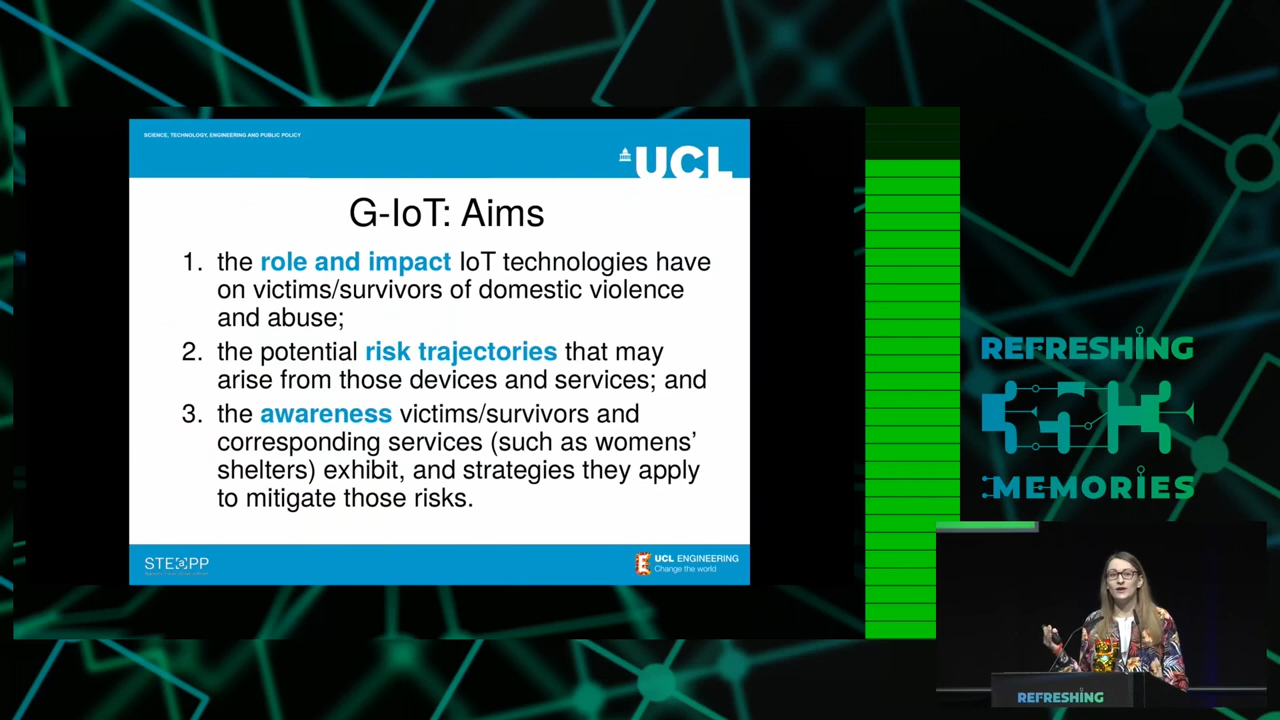 SCIENCE, TECHNOLOGY, ENGINEERING AND PUBLIC POLICY
UCL
G-IoT: Aims
1. the role and impact IoT technologies have
on victims/survivors of domestic violence
and abuse;
2. the potential risk trajectories that may
arise from those devices and services; and
3. the awareness victims/survivors and
corresponding services (such as womens’
shelters) exhibit, and strategies they apply
to mitigate those risks.
STEaPP
UCL ENGINEERING
Change the world
REFRESHING
MEMORIES
REFRESHING